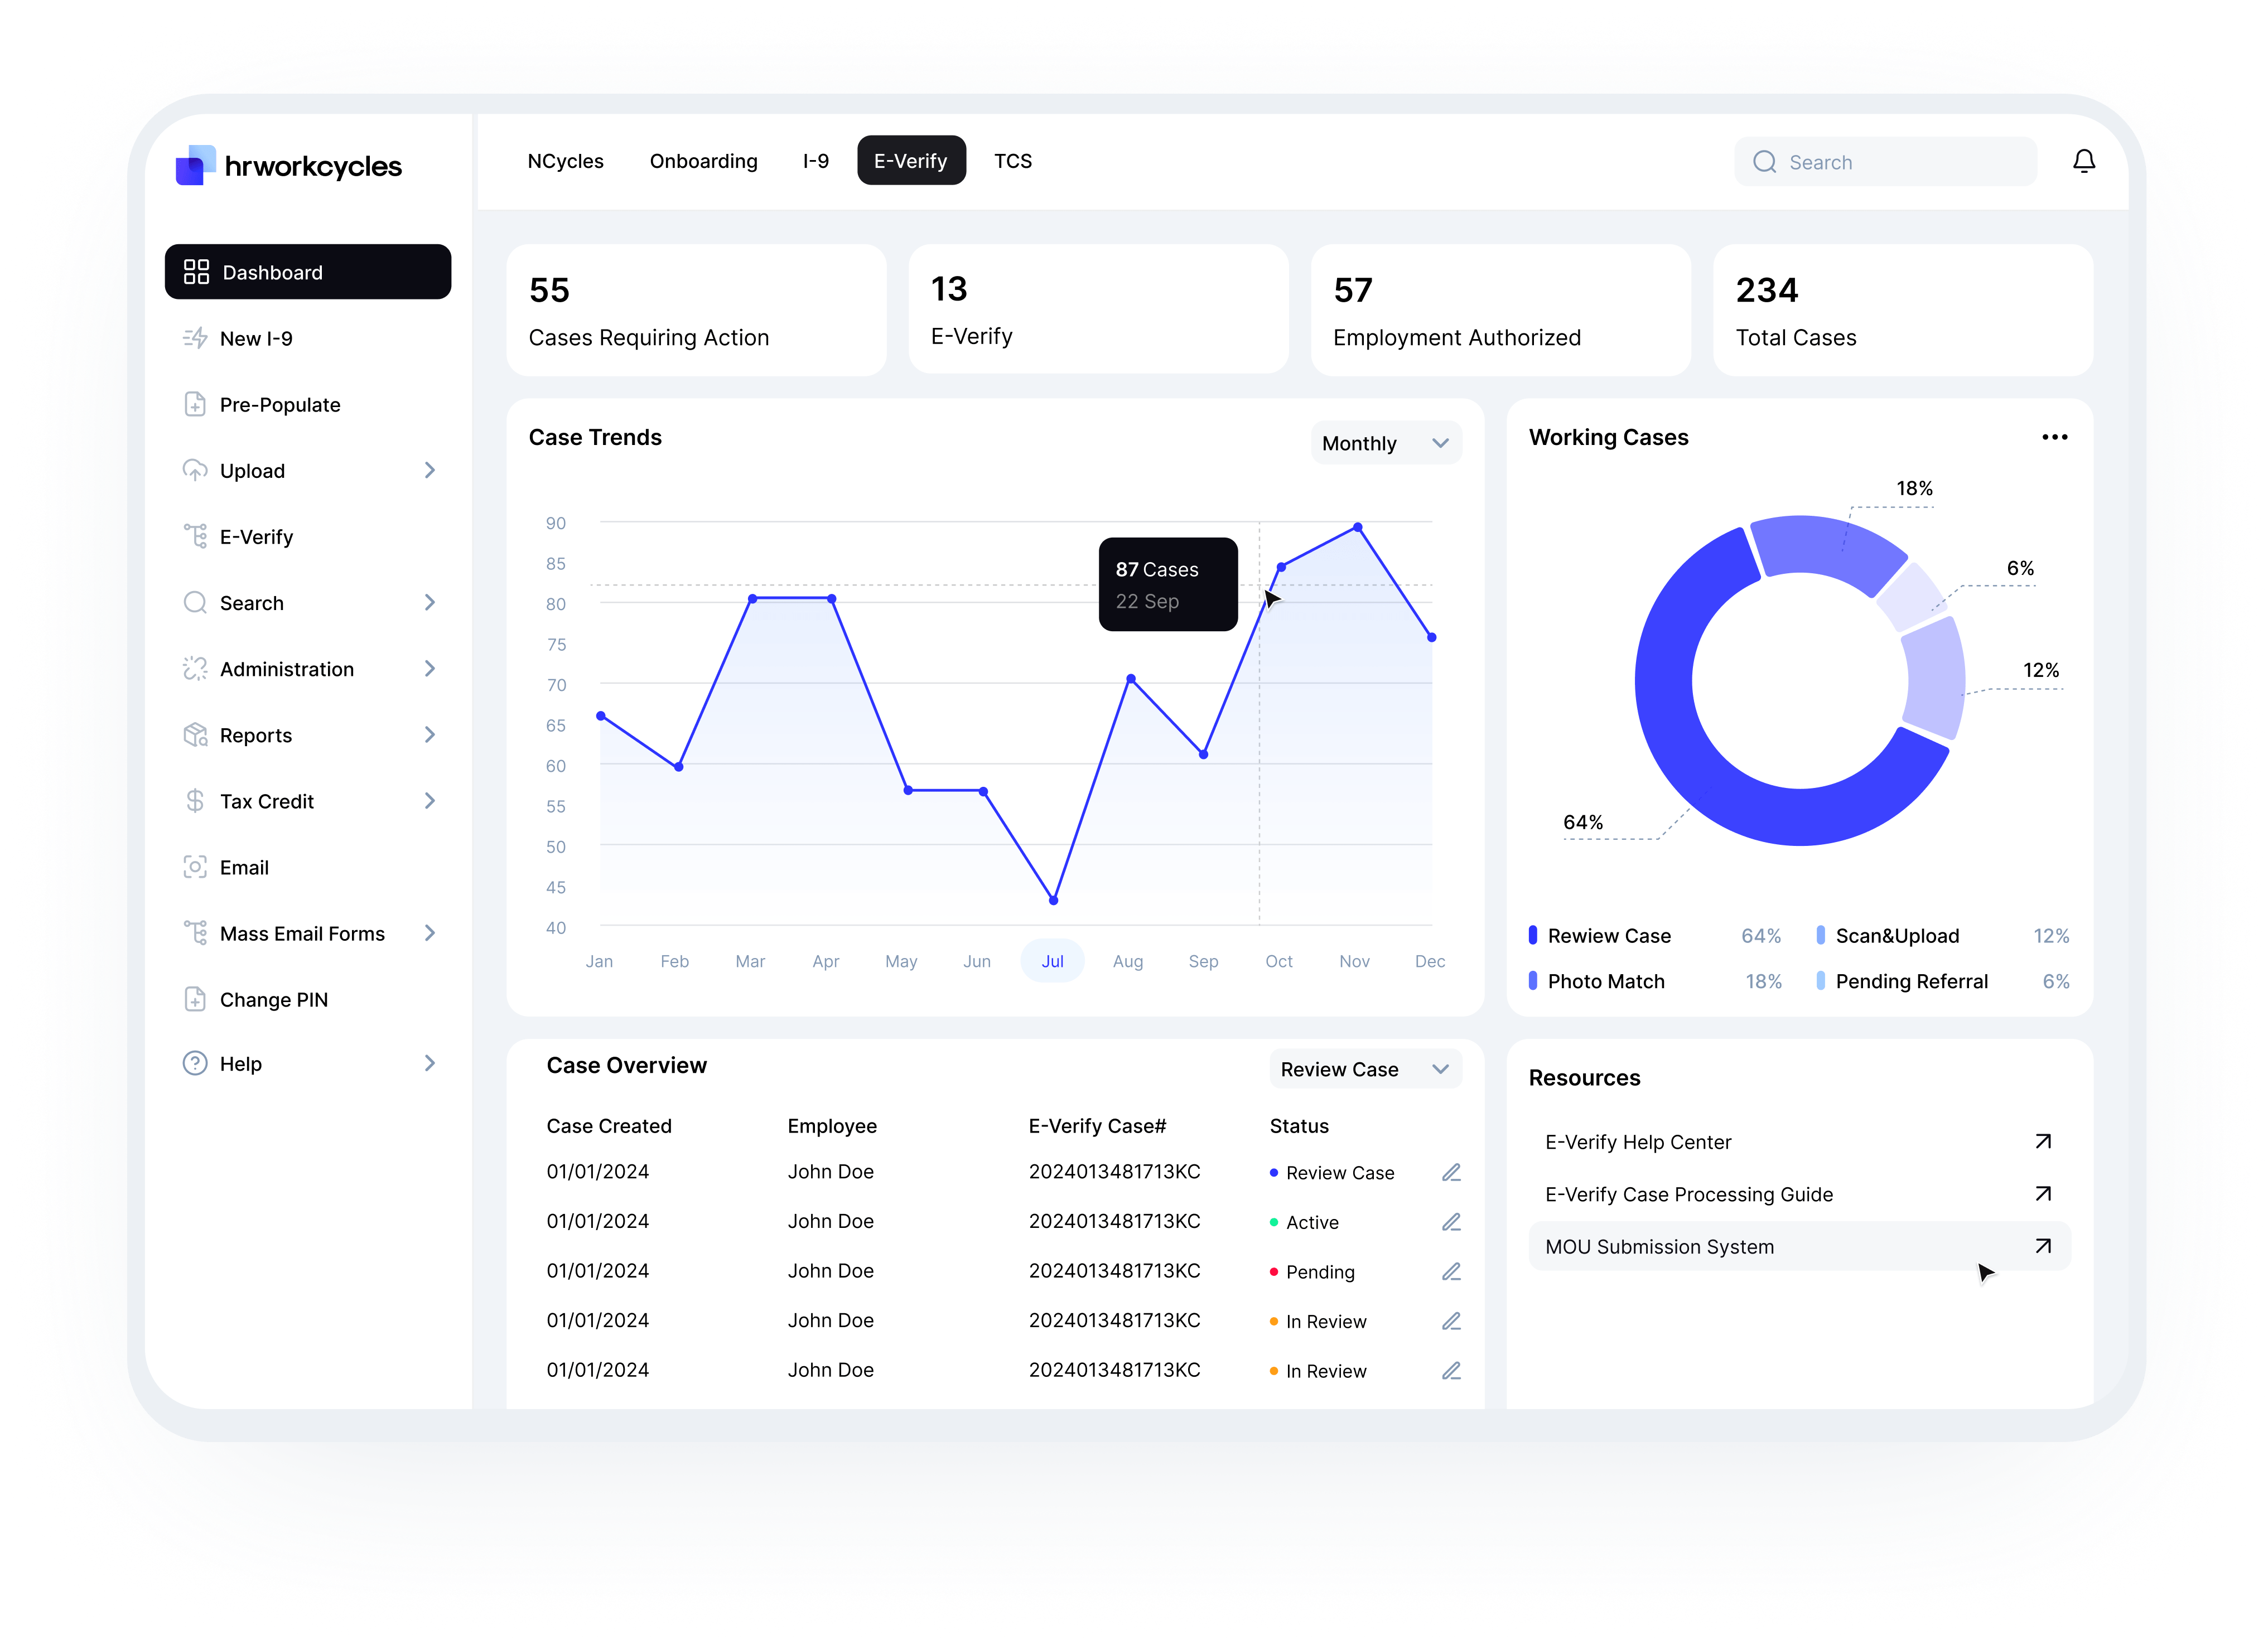 hrworkcycles
NCycles Onboarding I-9 E-Verify TCS
Search
Dashboard
New I-9
Pre-Populate
Upload
E-Verify
Search
Administration
Reports
Tax Credit
Email
Mass Email Forms
Change PIN
Help
55
Cases Requiring Action
13
E-Verify
57
Employment Authorized
234
Total Cases
Case Trends
Monthly
90
85
80
75
70
65
60
55
50
45
40
87 Cases
22 Sep
Jan Feb Mar Apr May Jun Jul Aug Sep Oct Nov Dec
Working Cases
18%
6%
12%
64%
Rewiew Case 64%
Scan&Upload 12%
Photo Match 18%
Pending Referral 6%
Case Overview
Review Case
Case Created Employee E-Verify Case# Status
01/01/2024 John Doe 2024013481713KC Review Case
01/01/2024 John Doe 2024013481713KC Active
01/01/2024 John Doe 2024013481713KC Pending
01/01/2024 John Doe 2024013481713KC In Review
01/01/2024 John Doe 2024013481713KC In Review
Resources
E-Verify Help Center
E-Verify Case Processing Guide
MOU Submission System